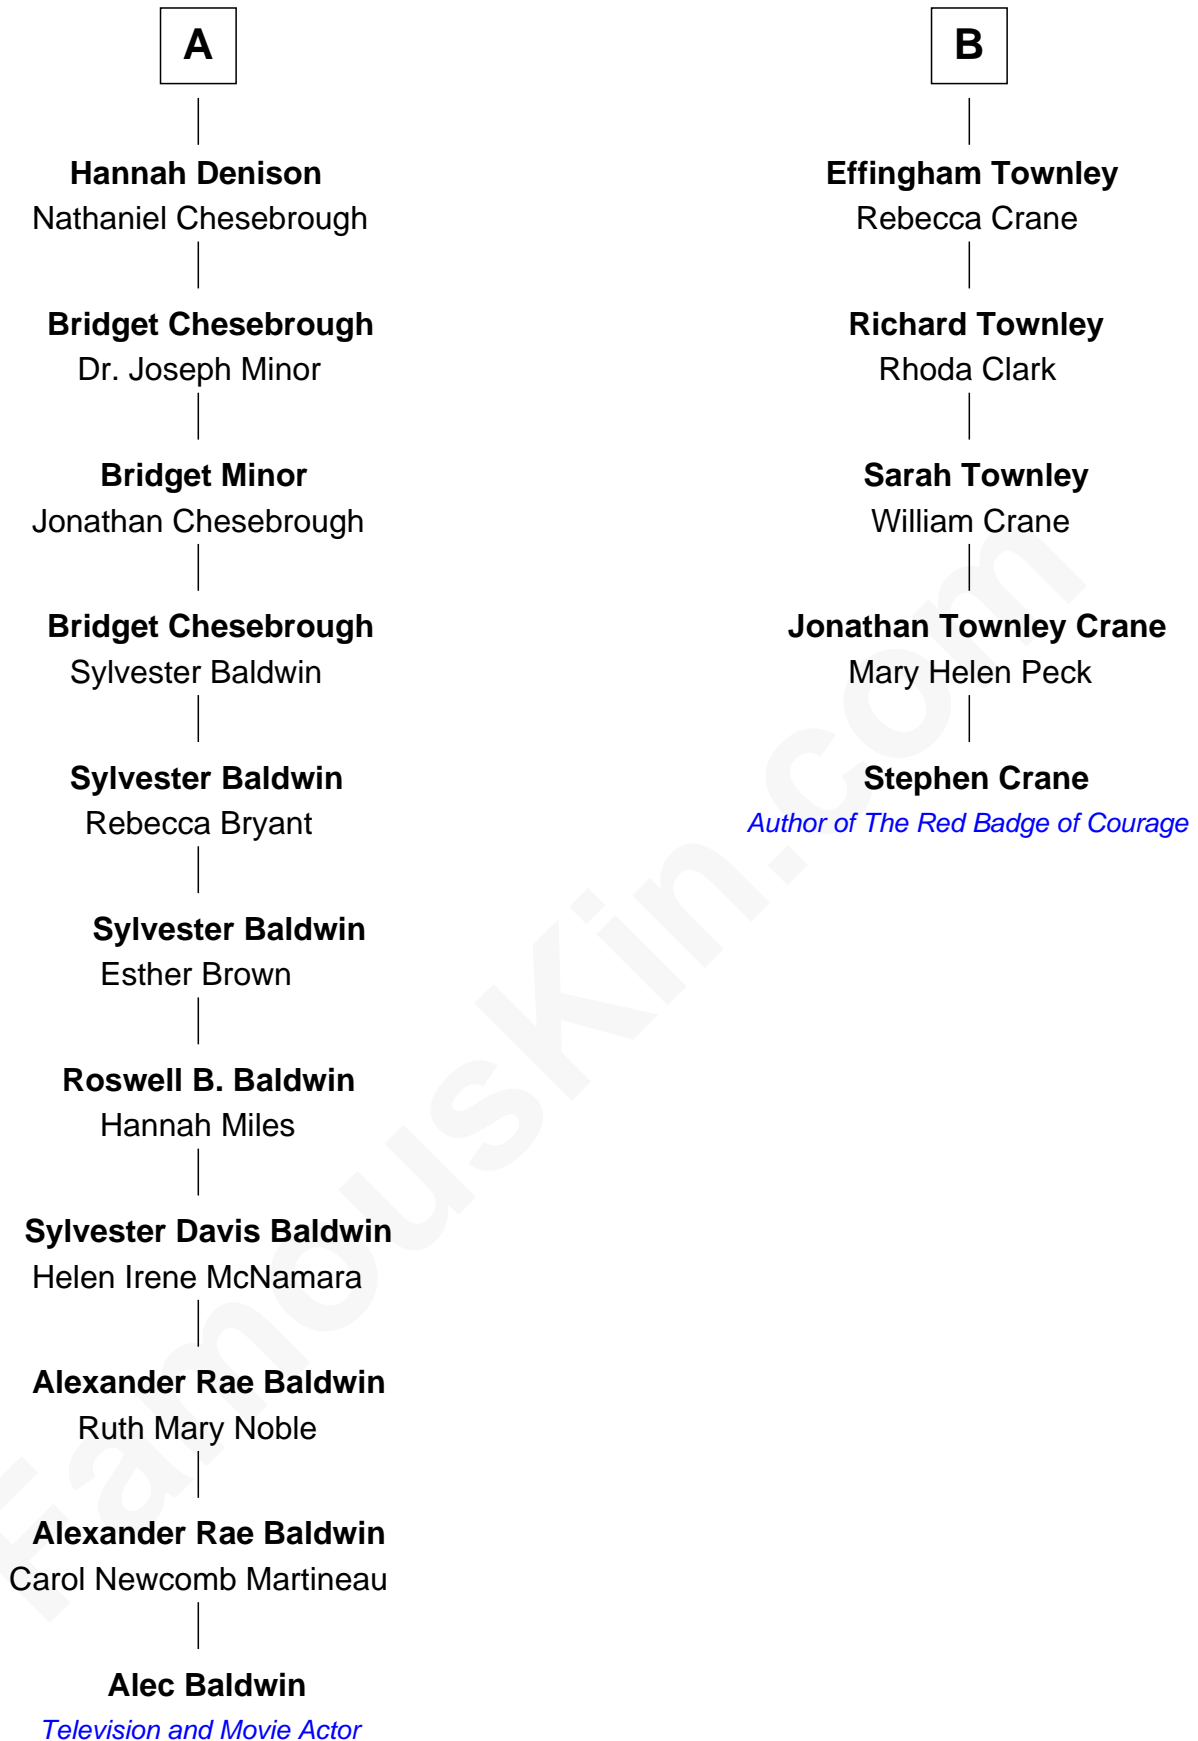 A
Hannah Denison
Nathaniel Chesebrough
Bridget Chesebrough
Dr. Joseph Minor
Bridget Minor
Jonathan Chesebrough
Bridget Chesebrough
Sylvester Baldwin
Sylvester Baldwin
Rebecca Bryant
Sylvester Baldwin
Esther Brown
Roswell B. Baldwin
Hannah Miles
Sylvester Davis Baldwin
Helen Irene McNamara
Alexander Rae Baldwin
Ruth Mary Noble
Alexander Rae Baldwin
Carol Newcomb Martineau
Alec Baldwin
Television and Movie Actor
B
Effingham Townley
Rebecca Crane
Richard Townley
Rhoda Clark
Sarah Townley
William Crane
Jonathan Townley Crane
Mary Helen Peck
Stephen Crane
Author of The Red Badge of Courage
FamousKin.com